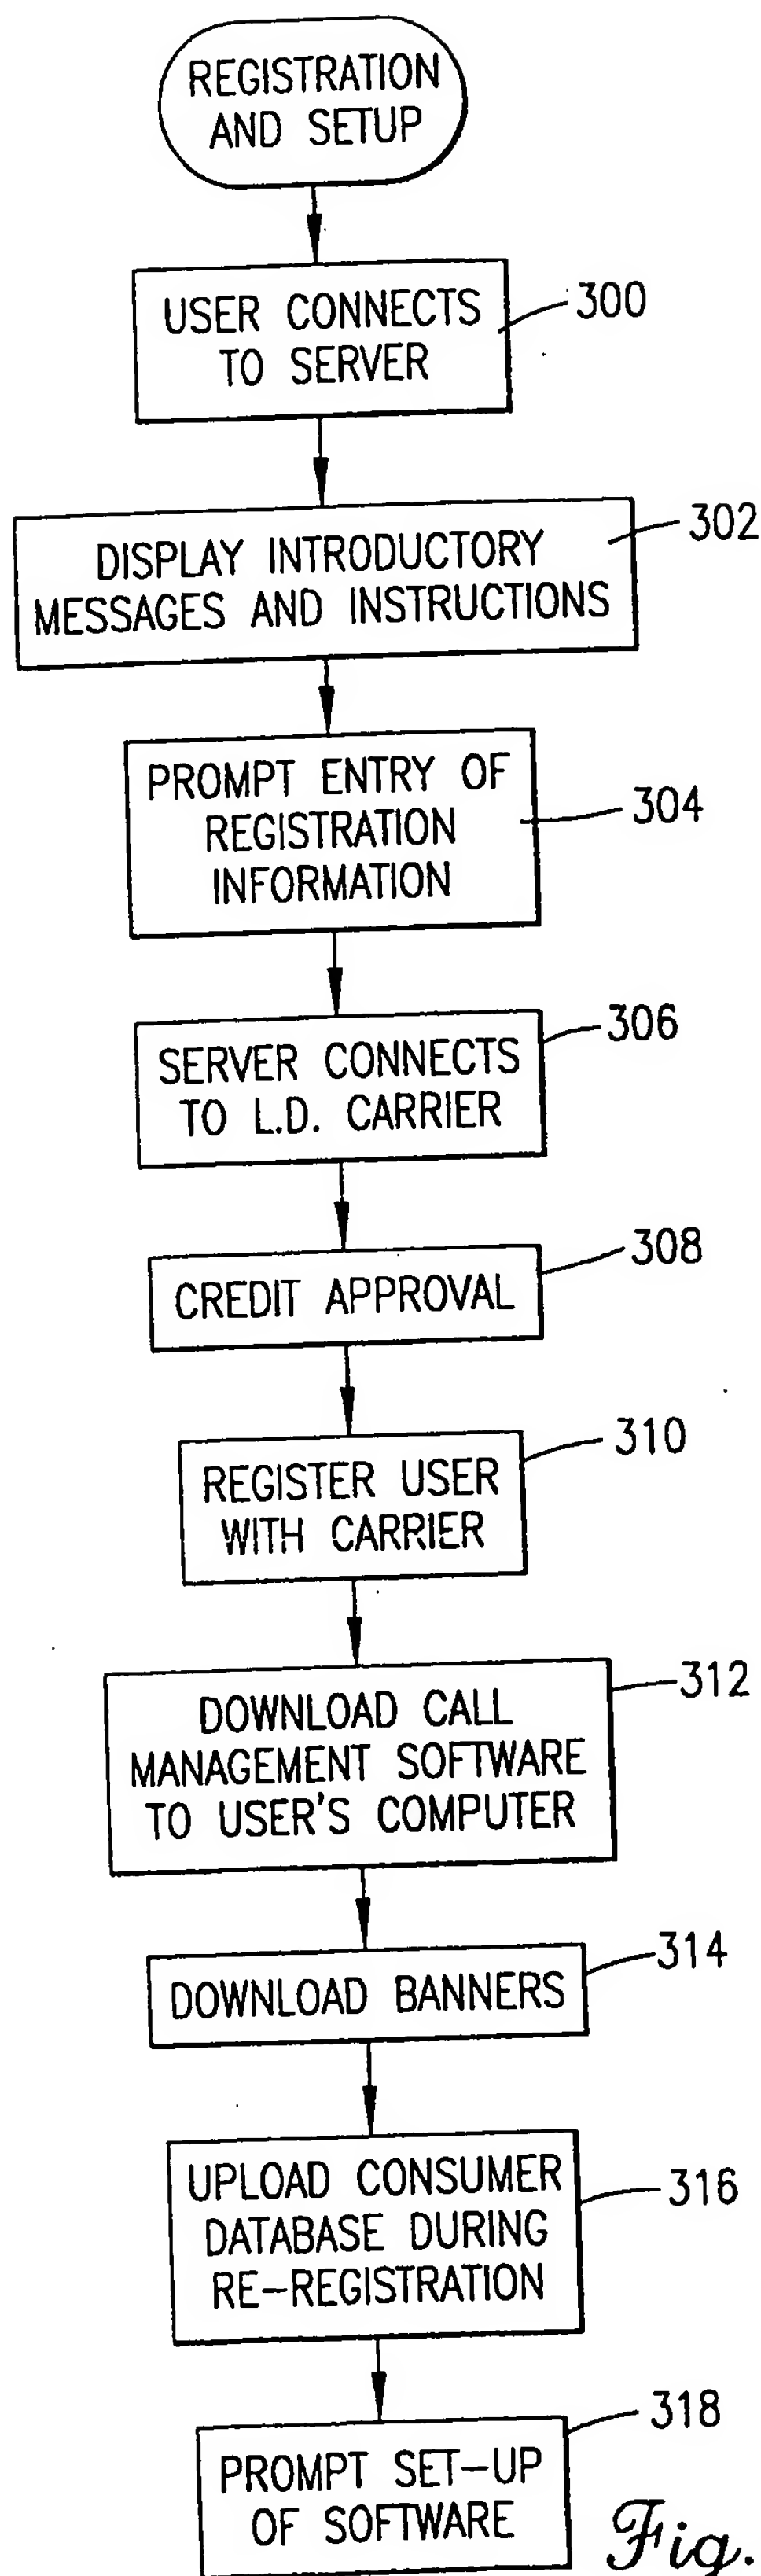 REGISTRATION
AND SETUP
USER CONNECTS
TO SERVER
300
DISPLAY INTRODUCTORY
MESSAGES AND INSTRUCTIONS
302
PROMPT ENTRY OF
REGISTRATION
INFORMATION
304
SERVER CONNECTS
TO L.D. CARRIER
306
CREDIT APPROVAL
308
REGISTER USER
WITH CARRIER
310
DOWNLOAD CALL
MANAGEMENT SOFTWARE
TO USER'S COMPUTER
312
DOWNLOAD BANNERS
314
UPLOAD CONSUMER
DATABASE DURING
RE-REGISTRATION
316
PROMPT SET-UP
OF SOFTWARE
318
Fig.